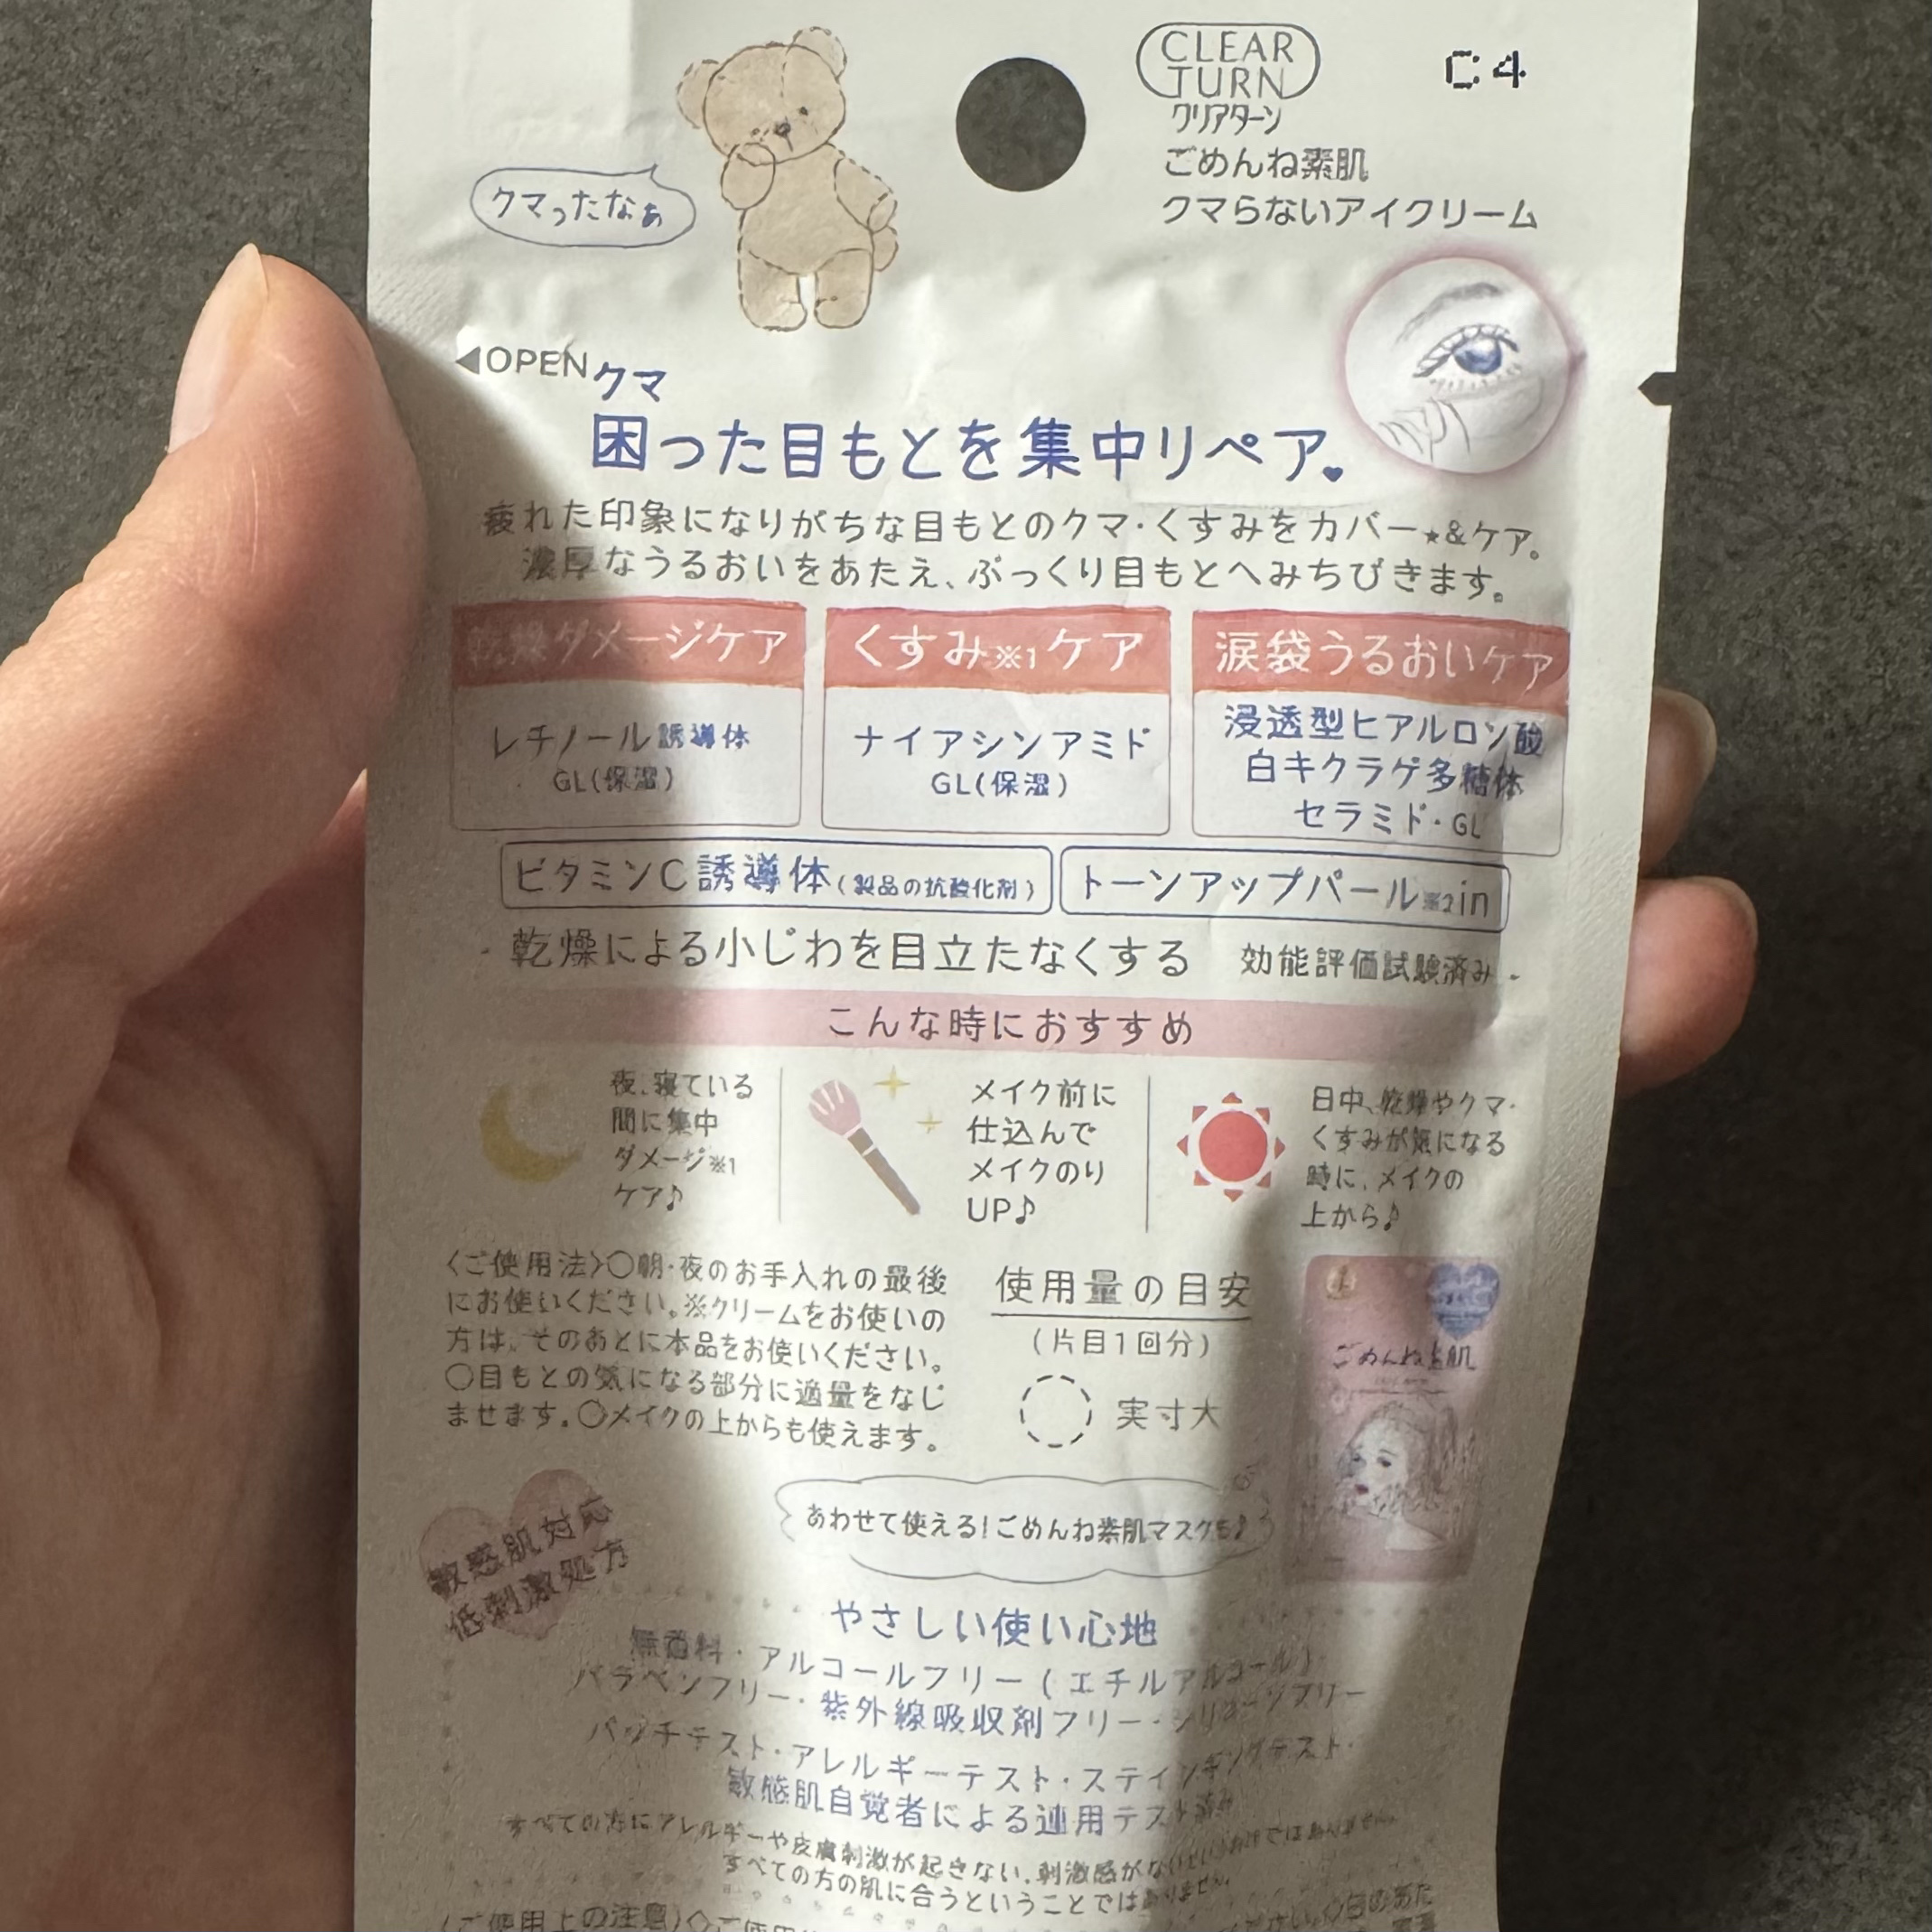 CLEAR
TURN
クリアターン
C4
ごめんね素肌
クマらないアイクリーム
クマったなぁ
◀OPEN
クマ
困った目もとを集中リペア♥
疲れた印象になりがちな目もとのクマ・くすみをカバー★&ケア。
濃厚なうるおいをあたえ、ぷっくり目もとへみちびきます。
乾燥ダメージケア
レチノール誘導体
GL(保湿)
くすみ※1ケア
ナイアシンアミド
GL(保湿)
涙袋うるおいケア
浸透型ヒアルロン酸
白キクラゲ多糖体
セラミド・GL
ビタミンC誘導体(製品の抗酸化剤)
トーンアップパール※2in
乾燥による小じわを目立たなくする 効能評価試験済み
こんな時におすすめ
夜、寝ている
間に集中
ダメージ※1
ケア♪
メイク前に
仕込んで
メイクのり
UP♪
日中、乾燥やクマ・
くすみが気になる
時に、メイクの
上から♪
〈ご使用法〉○朝・夜のお手入れの最後
にお使いください。※クリームをお使いの
方は、そのあとに本品をお使いください。
○目もとの気になる部分に適量をなじ
ませます。○メイクの上からも使えます。
使用量の目安
(片目1回分)
実寸大
ごめんね素肌
あわせて使える!ごめんね素肌マスクも♪
敏感肌対応
低刺激処方
やさしい使い心地
無香料・アルコールフリー(エチルアルコール)・
パラベンフリー・紫外線吸収剤フリー・シリコーンフリー
パッチテスト・アレルギーテスト・スティンギングテスト・
敏感肌自覚者による連用テスト済み
すべての方にアレルギーや皮膚刺激が起きない、刺激感がない
すべての方の肌に合うということではありません。
〈ご使用上の注意〉○ご使用